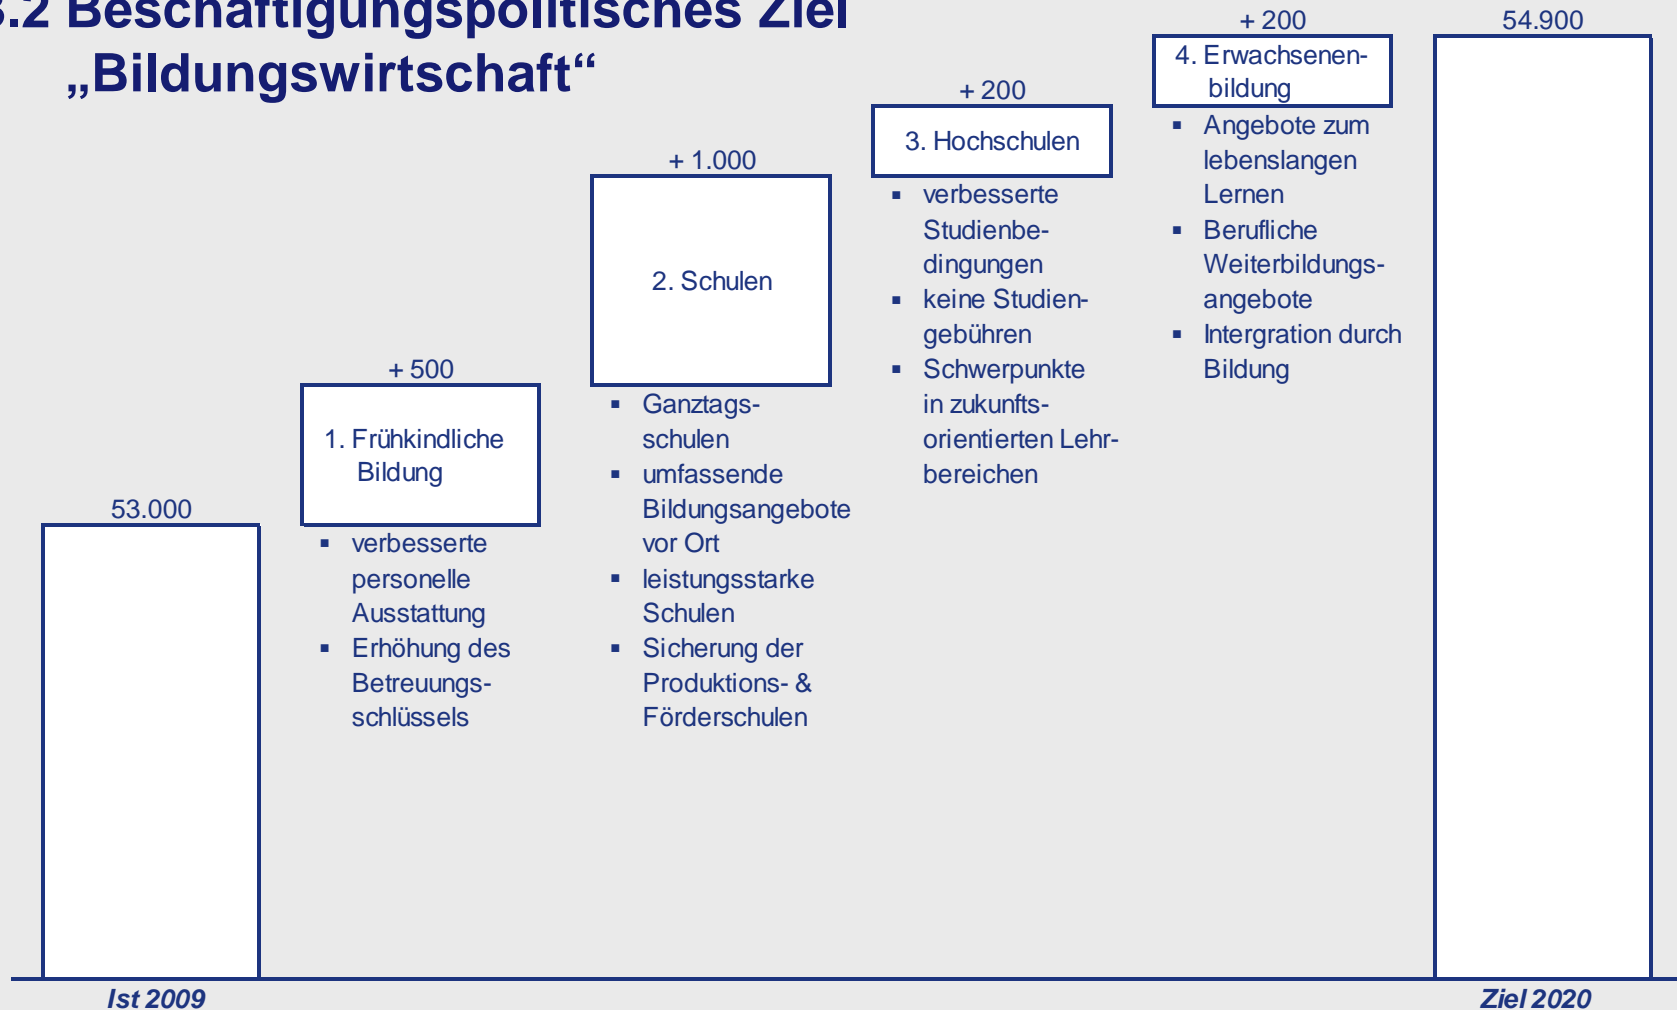 3.2 Beschäftigungspolitisches Ziel
„Bildungswirtschaft“
53.000
Ist 2009
+ 500
1. Frühkindliche
Bildung
▪ verbesserte
personelle
Ausstattung
▪ Erhöhung des
Betreuungs-
schlüssels
+ 1.000
2. Schulen
▪ Ganztags-
schulen
▪ umfassende
Bildungsangebote
vor Ort
▪ leistungsstarke
Schulen
▪ Sicherung der
Produktions- &
Förderschulen
+ 200
3. Hochschulen
▪ verbesserte
Studienbe-
dingungen
▪ keine Studien-
gebühren
▪ Schwerpunkte
in zukunfts-
orientierten Lehr-
bereichen
+ 200
4. Erwachsenen-
bildung
▪ Angebote zum
lebenslangen
Lernen
▪ Berufliche
Weiterbildungs-
angebote
▪ Intergration durch
Bildung
54.900
Ziel 2020